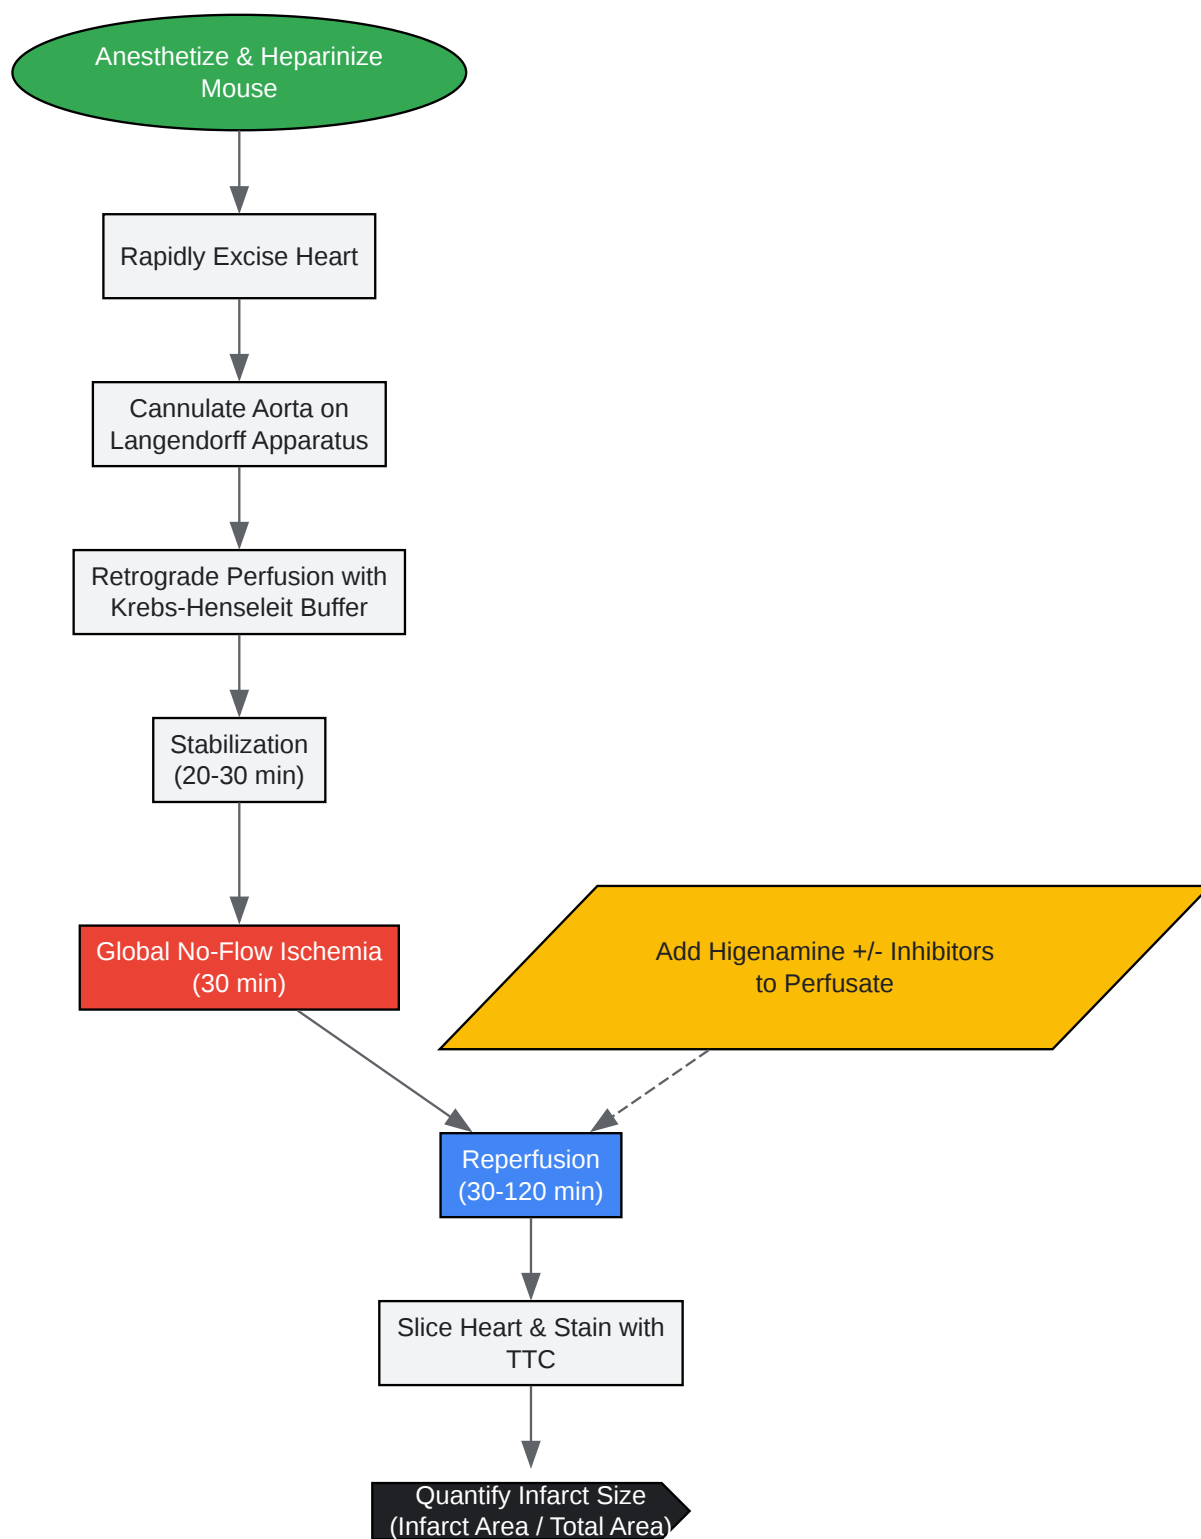 Anesthetize & Heparinize
Mouse
Rapidly Excise Heart
Cannulate Aorta on
Langendorff Apparatus
Retrograde Perfusion with
Krebs-Henseleit Buffer
Stabilization
(20-30 min)
Global No-Flow Ischemia
(30 min)
Add Higenamine +/- Inhibitors
to Perfusate
Reperfusion
(30-120 min)
Slice Heart & Stain with
TTC
Quantify Infarct Size
(Infarct Area / Total Area)